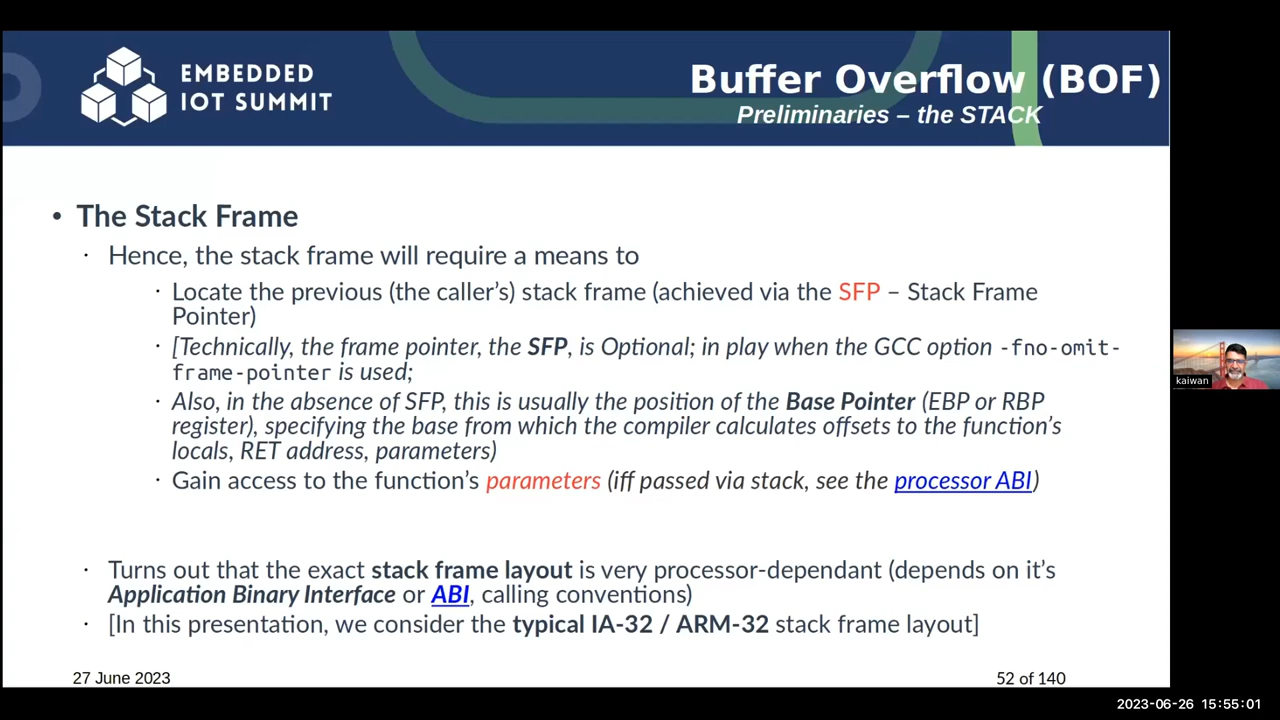 EMBEDDED
IOT SUMMIT
Buffer Overflow (BOF)
Preliminaries – the STACK
• The Stack Frame
· Hence, the stack frame will require a means to
· Locate the previous (the caller's) stack frame (achieved via the SFP – Stack Frame
Pointer)
· [Technically, the frame pointer, the SFP, is Optional; in play when the GCC option -fno-omit-
frame-pointer is used;
· Also, in the absence of SFP, this is usually the position of the Base Pointer (EBP or RBP
register), specifying the base from which the compiler calculates offsets to the function's
locals, RET address, parameters)
· Gain access to the function's parameters (iff passed via stack, see the processor ABI)
· Turns out that the exact stack frame layout is very processor-dependant (depends on it's
Application Binary Interface or ABI, calling conventions)
· [In this presentation, we consider the typical IA-32 / ARM-32 stack frame layout]
27 June 2023
52 of 140
kaiwan
2023-06-26 15:55:01